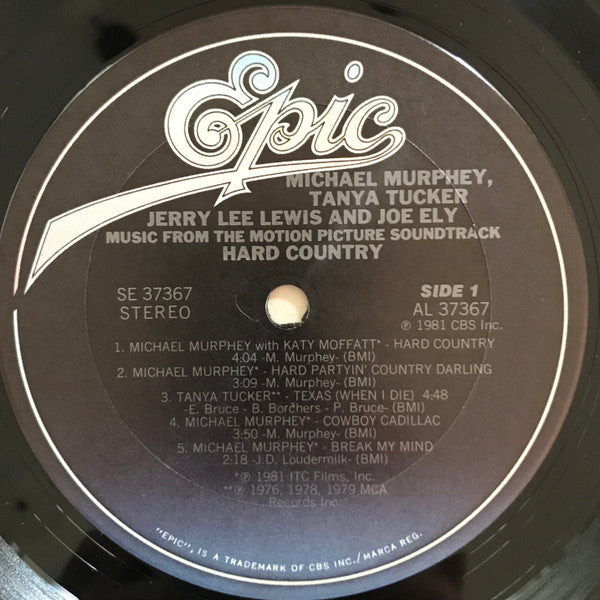 Epic
MICHAEL MURPHEY,
TANYA TUCKER
JERRY LEE LEWIS AND JOE ELY
MUSIC FROM THE MOTION PICTURE SOUNDTRACK
HARD COUNTRY
SE 37367 SIDE 1
STEREO AL 37367
℗ 1981 CBS Inc.
1. MICHAEL MURPHEY with KATY MOFFATT* - HARD COUNTRY
4:04 -M. Murphey- (BMI)
2. MICHAEL MURPHEY* - HARD PARTYIN' COUNTRY DARLING
3:09 -M. Murphey- (BMI)
3. TANYA TUCKER** - TEXAS (WHEN I DIE) 4:48
-E. Bruce - B. Borchers - P. Bruce- (BMI)
4. MICHAEL MURPHEY* - COWBOY CADILLAC
3:50 -M. Murphey- (BMI)
5. MICHAEL MURPHEY* - BREAK MY MIND
2:18 -J.D. Loudermilk- (BMI)
*℗ 1981 ITC Films, Inc.
**℗ 1976, 1978, 1979 MCA
Records Inc
"EPIC", IS A TRADEMARK OF CBS INC./MARCA REG.